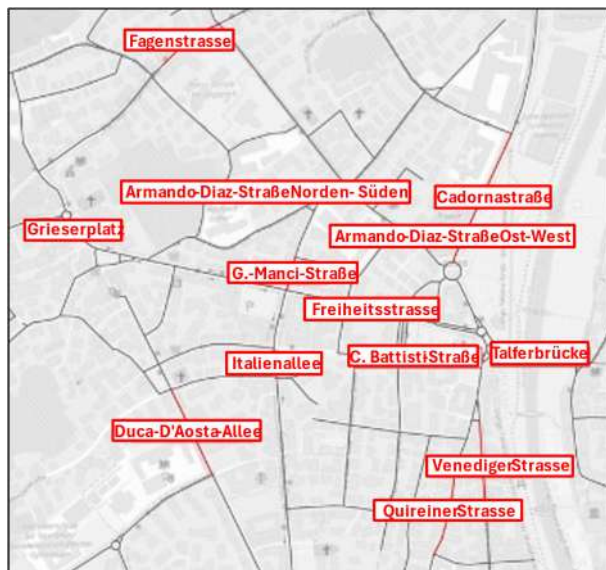 Fagenstrasse
Armando-Diaz-StraßeNorden- Süden
Cadornastraße
Grieserplatz
Armando-Diaz-StraßeOst-West
G.-Manci-Straße
Freiheitsstrasse
Italienallee
C. Battisti-Straße
Talferbrücke
Duca-D'Aosta-Allee
VenedigerStrasse
QuireinerStrasse